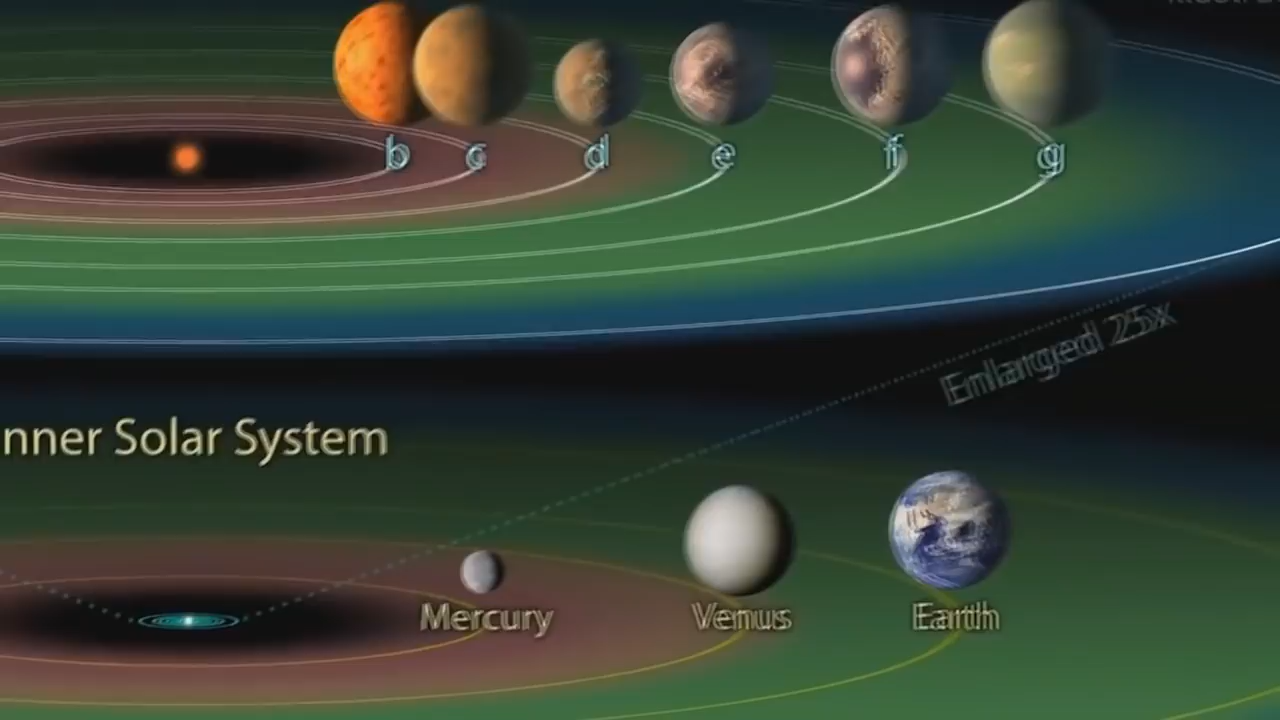 b c d e f g
Enlarged 25x
nner Solar System
Mercury Venus Earth